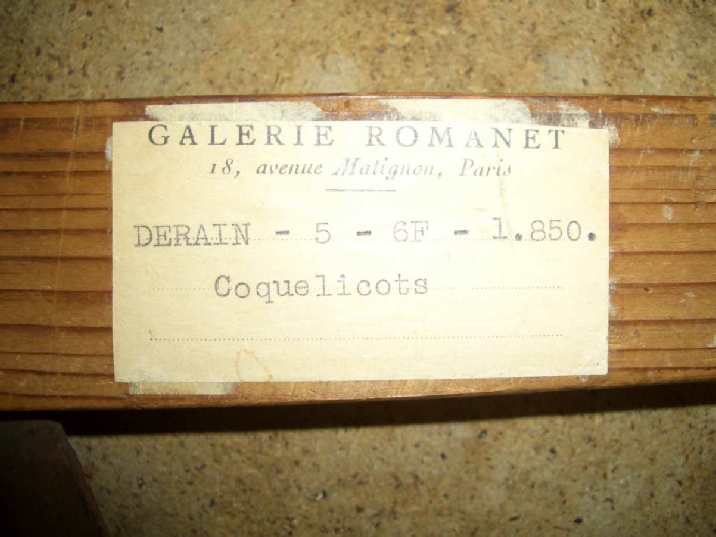 GALERIE ROMANET
18, avenue Matignon, Paris
DERAIN - 5 - 6F - 1.850.
Coquelicots